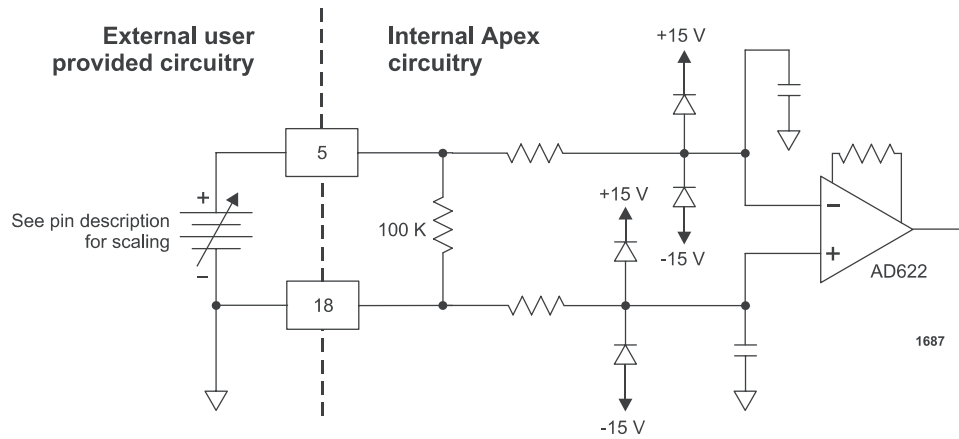 External user
provided circuitry
Internal Apex
circuitry
+15 V
5
+
See pin description
for scaling
–
100 K
+15 V
-15 V
–
+
AD622
18
1687
-15 V